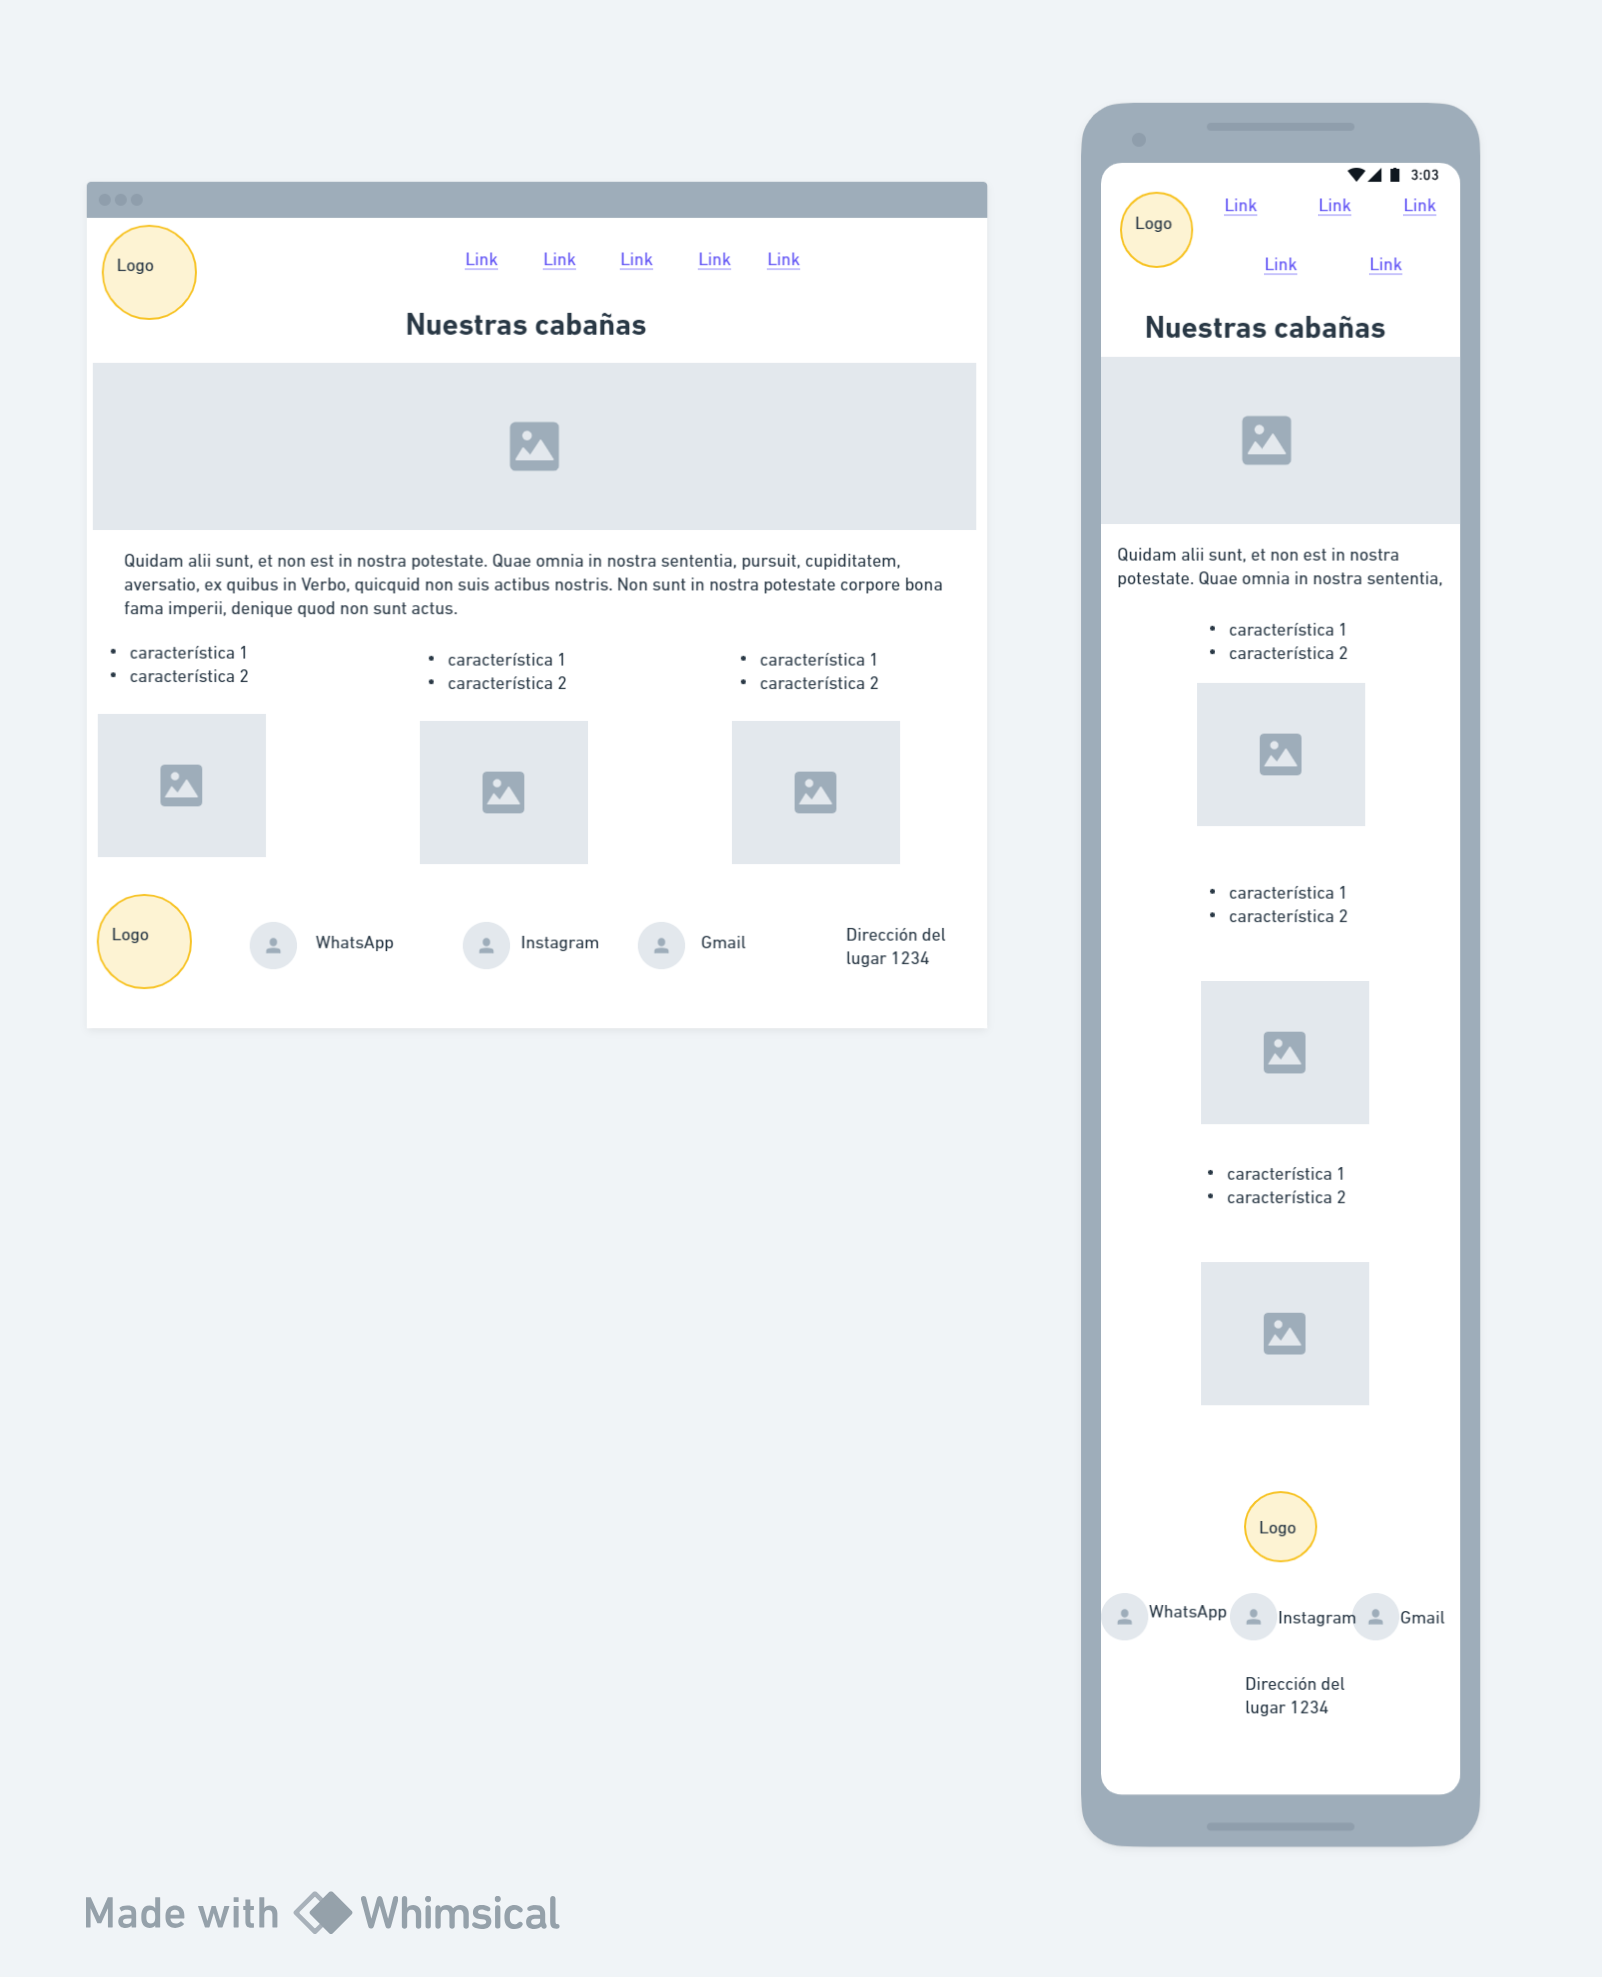 Logo
Link Link Link Link Link
Nuestras cabañas
Quidam alii sunt, et non est in nostra potestate. Quae omnia in nostra sententia, pursuit, cupiditatem,
aversatio, ex quibus in Verbo, quicquid non suis actibus nostris. Non sunt in nostra potestate corpore bona
fama imperii, denique quod non sunt actus.
• característica 1
• característica 2
• característica 1
• característica 2
• característica 1
• característica 2
Logo
WhatsApp
Instagram
Gmail
Dirección del
lugar 1234
3:03
Logo
Link Link Link
Link Link
Nuestras cabañas
Quidam alii sunt, et non est in nostra
potestate. Quae omnia in nostra sententia,
• característica 1
• característica 2
• característica 1
• característica 2
• característica 1
• característica 2
Logo
WhatsApp
Instagram
Gmail
Dirección del
lugar 1234
Made with Whimsical